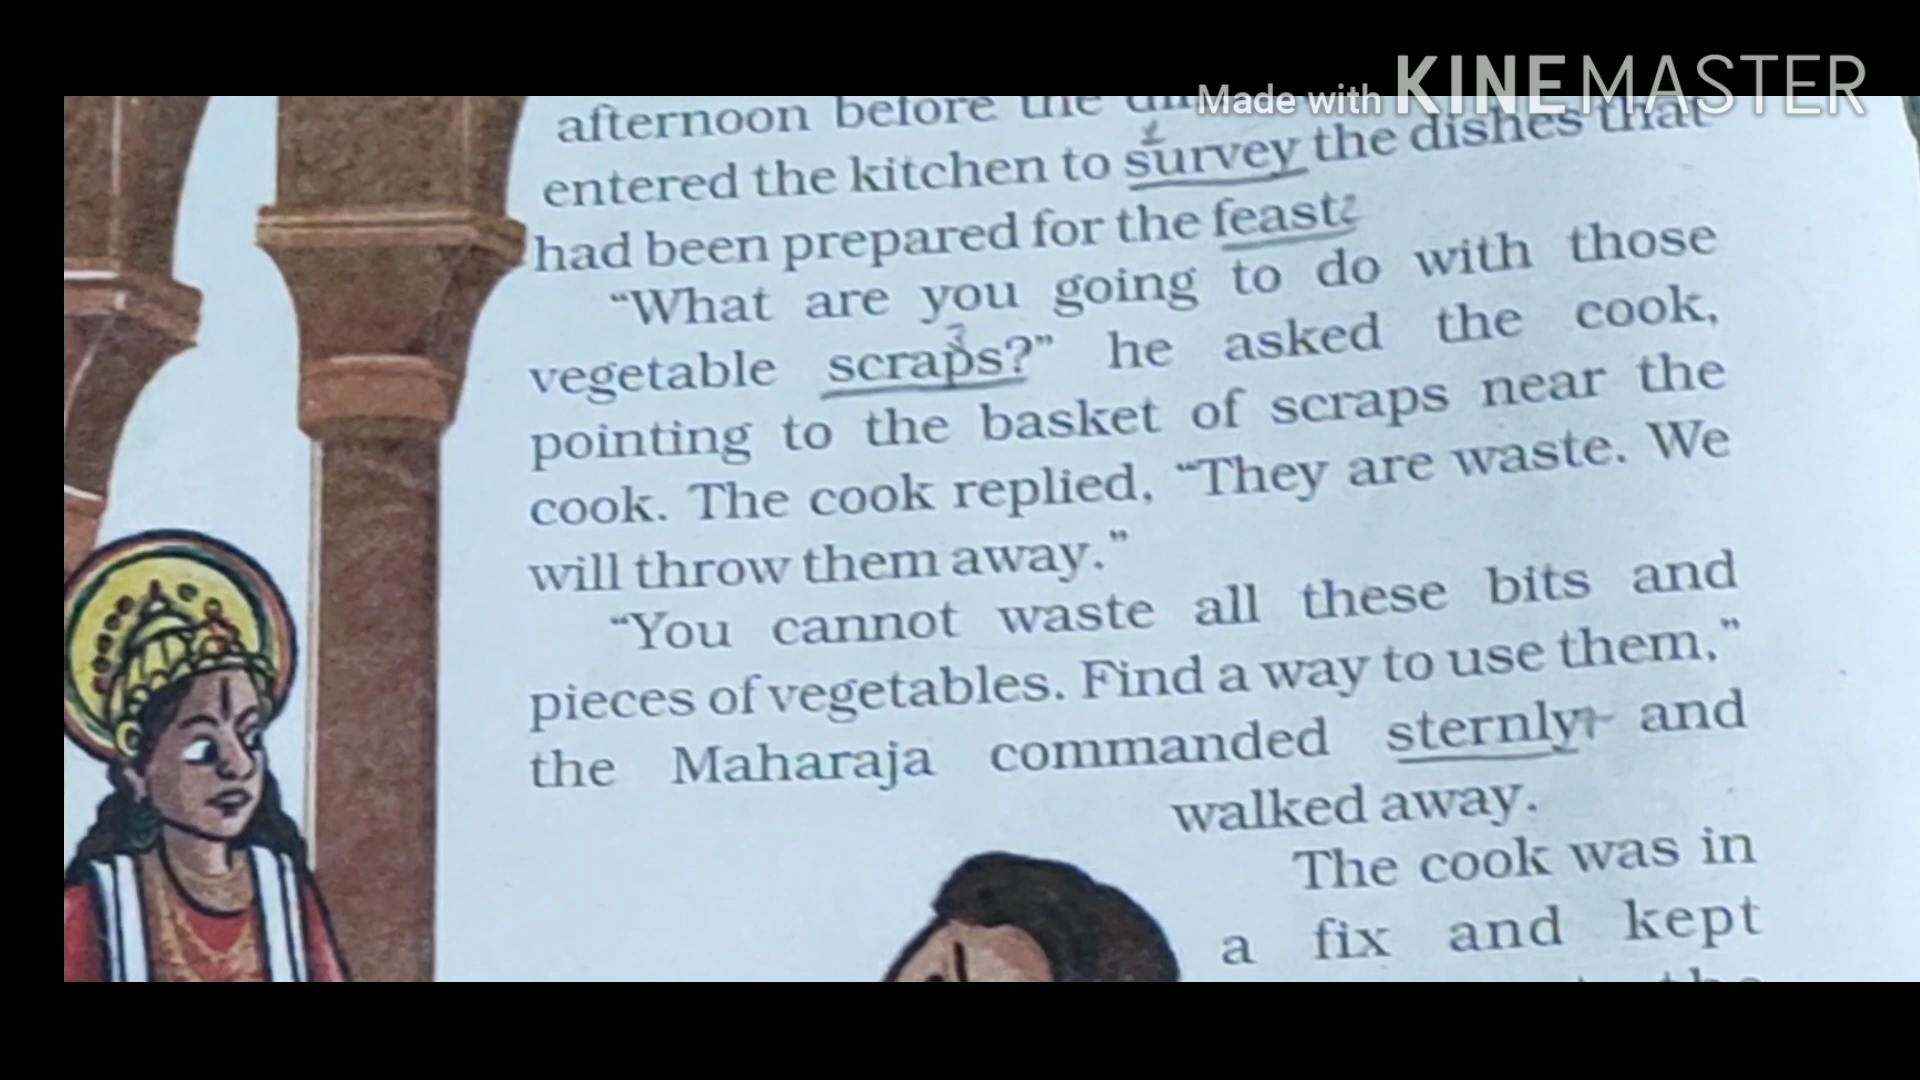 Made with KINEMASTER
afternoon before the
entered the kitchen to survey the dishes that
had been prepared for the feast.
“What are you going to do with those
vegetable scraps?” he asked the cook,
pointing to the basket of scraps near the
cook. The cook replied, “They are waste. We
will throw them away.”
“You cannot waste all these bits and
pieces of vegetables. Find a way to use them,”
the Maharaja commanded sternly and
walked away.
The cook was in
a fix and kept